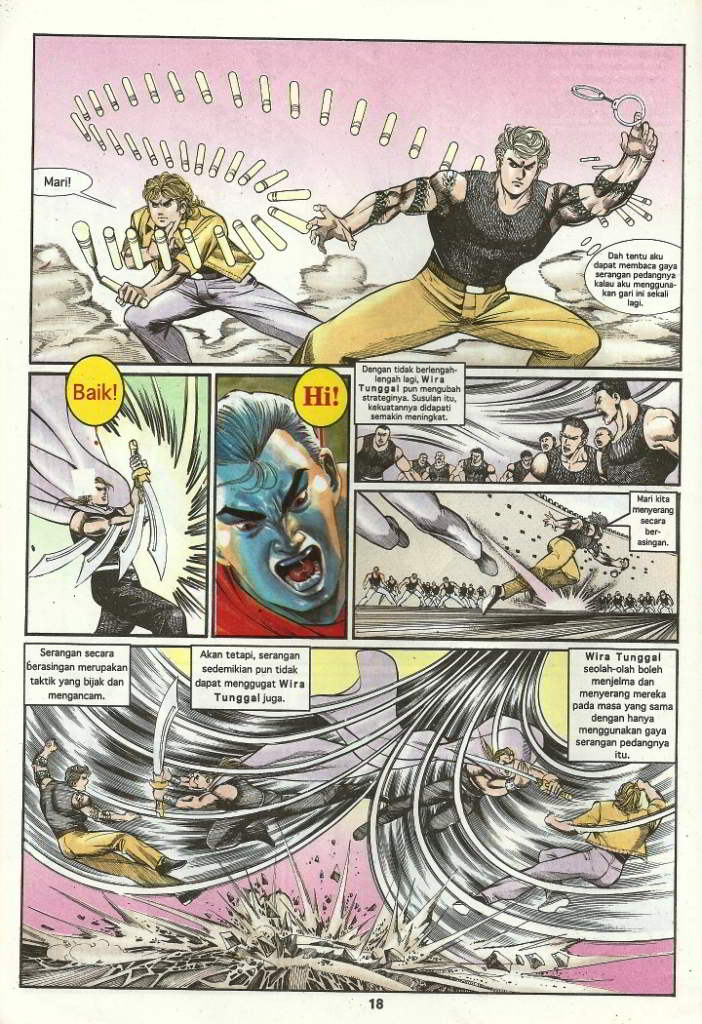 Mari!
Dah tentu aku
dapat membaca gaya
serangan pedangnya
kalau aku mengguna-
kan gari ini sekali
lagi.
Baik!
Hi!
Dengan tidak berlengah-
lengah lagi, Wira
Tunggal pun mengubah
strateginya. Susulan itu,
kekuatannya didapati
semakin meningkat.
Mari kita
menyerang
secara
ber-
asingan.
Serangan secara
berasingan merupakan
taktik yang bijak dan
mengancam.
Akan tetapi, serangan
sedemikian pun tidak
dapat menggugat Wira
Tunggal juga.
Wira Tunggal
seolah-olah boleh
menjelma dan
menyerang mereka
pada masa yang sama
dengan hanya
menggunakan gaya
serangan pedangnya
itu.
18